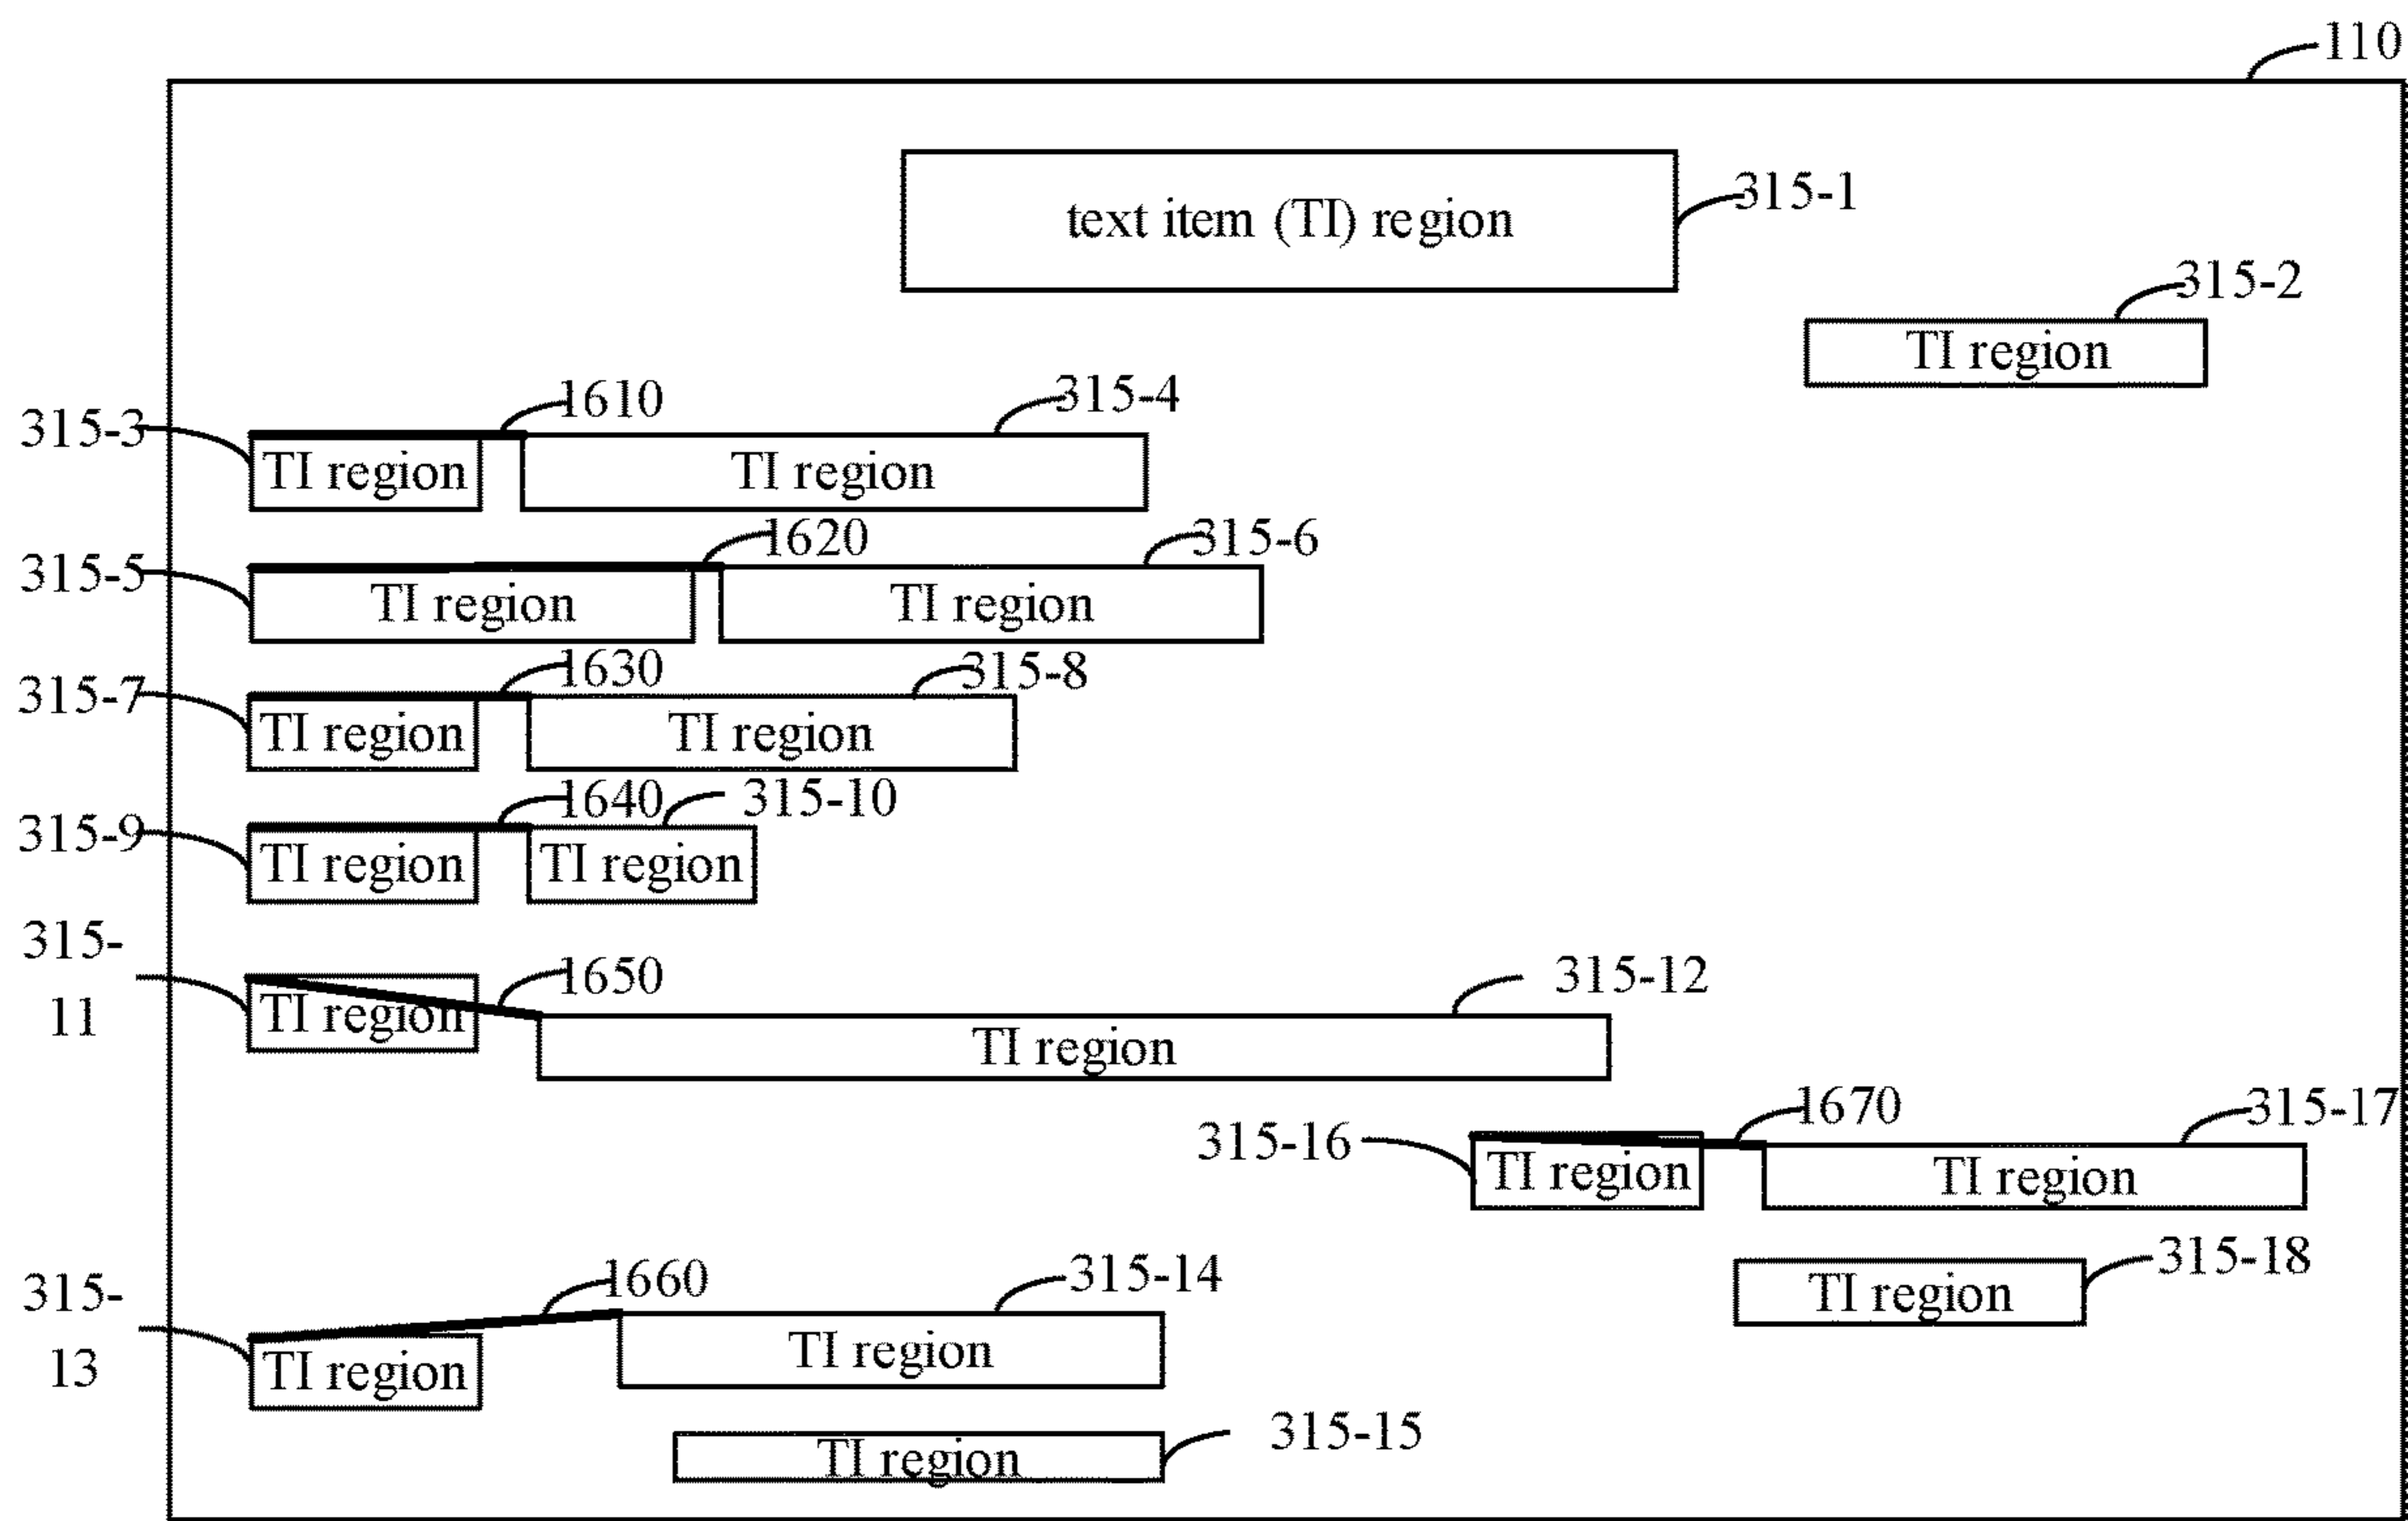 110
text item (TI) region
315-1
315-2
TI region
315-3
1610
315-4
TI region
TI region
315-5
1620
315-6
TI region
TI region
315-7
1630
315-8
TI region
TI region
315-9
1640
315-10
TI region
TI region
315-
11
1650
315-12
TI region
TI region
315-16
1670
315-17
TI region
TI region
315-
13
1660
315-14
315-18
TI region
TI region
TI region
315-15
TI region